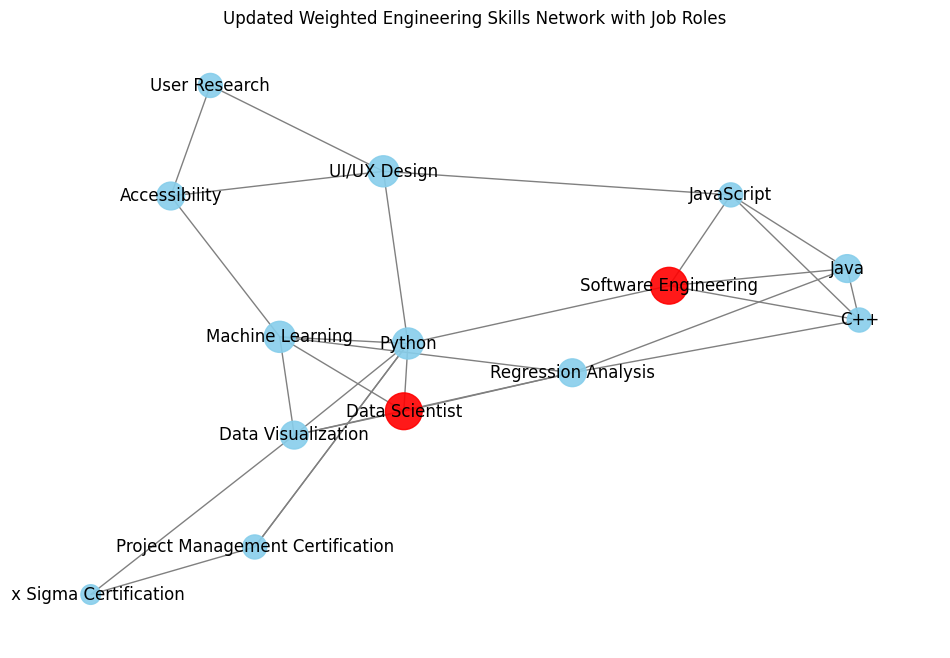 Updated Weighted Engineering Skills Network with Job Roles
User Research
UI/UX Design
Accessibility
JavaScript
Java
Software Engineering
C++
Machine Learning
Python
Regression Analysis
Data Scientist
Data Visualization
Project Management Certification
x Sigma Certification